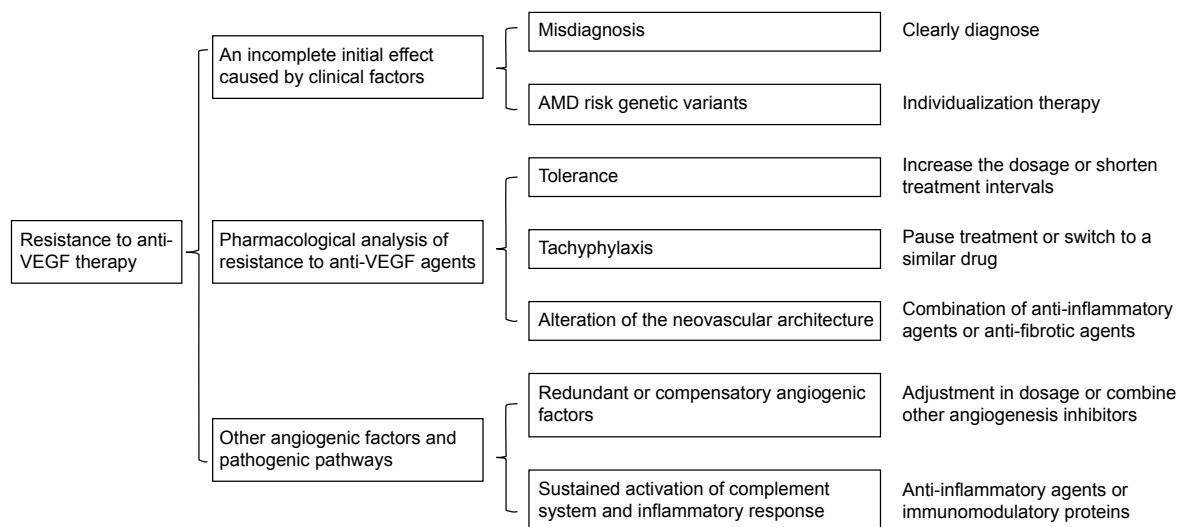 Resistance to anti-
VEGF therapy
An incomplete initial effect
caused by clinical factors
Misdiagnosis
Clearly diagnose
AMD risk genetic variants
Individualization therapy
Pharmacological analysis of
resistance to anti-VEGF agents
Tolerance
Increase the dosage or shorten
treatment intervals
Tachyphylaxis
Pause treatment or switch to a
similar drug
Alteration of the neovascular architecture
Combination of anti-inflammatory
agents or anti-fibrotic agents
Other angiogenic factors and
pathogenic pathways
Redundant or compensatory angiogenic
factors
Adjustment in dosage or combine
other angiogenesis inhibitors
Sustained activation of complement
system and inflammatory response
Anti-inflammatory agents or
immunomodulatory proteins